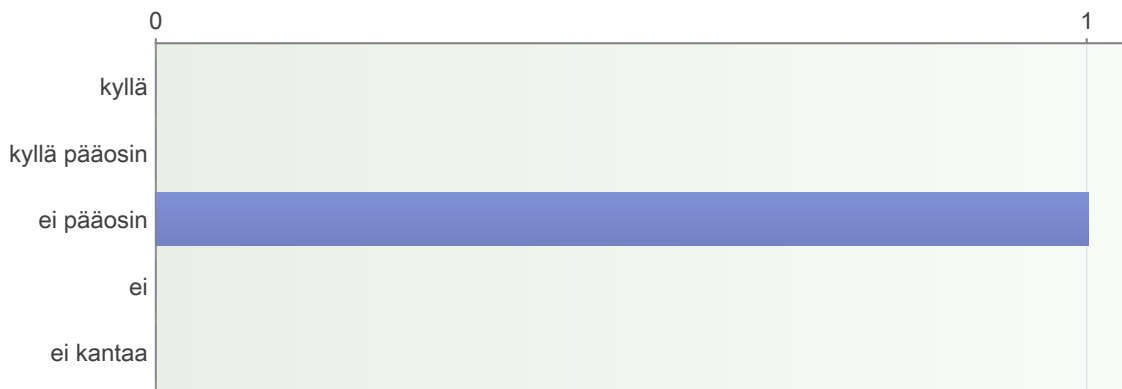 0 1
kyllä
kyllä pääosin
ei pääosin
ei
ei kantaa